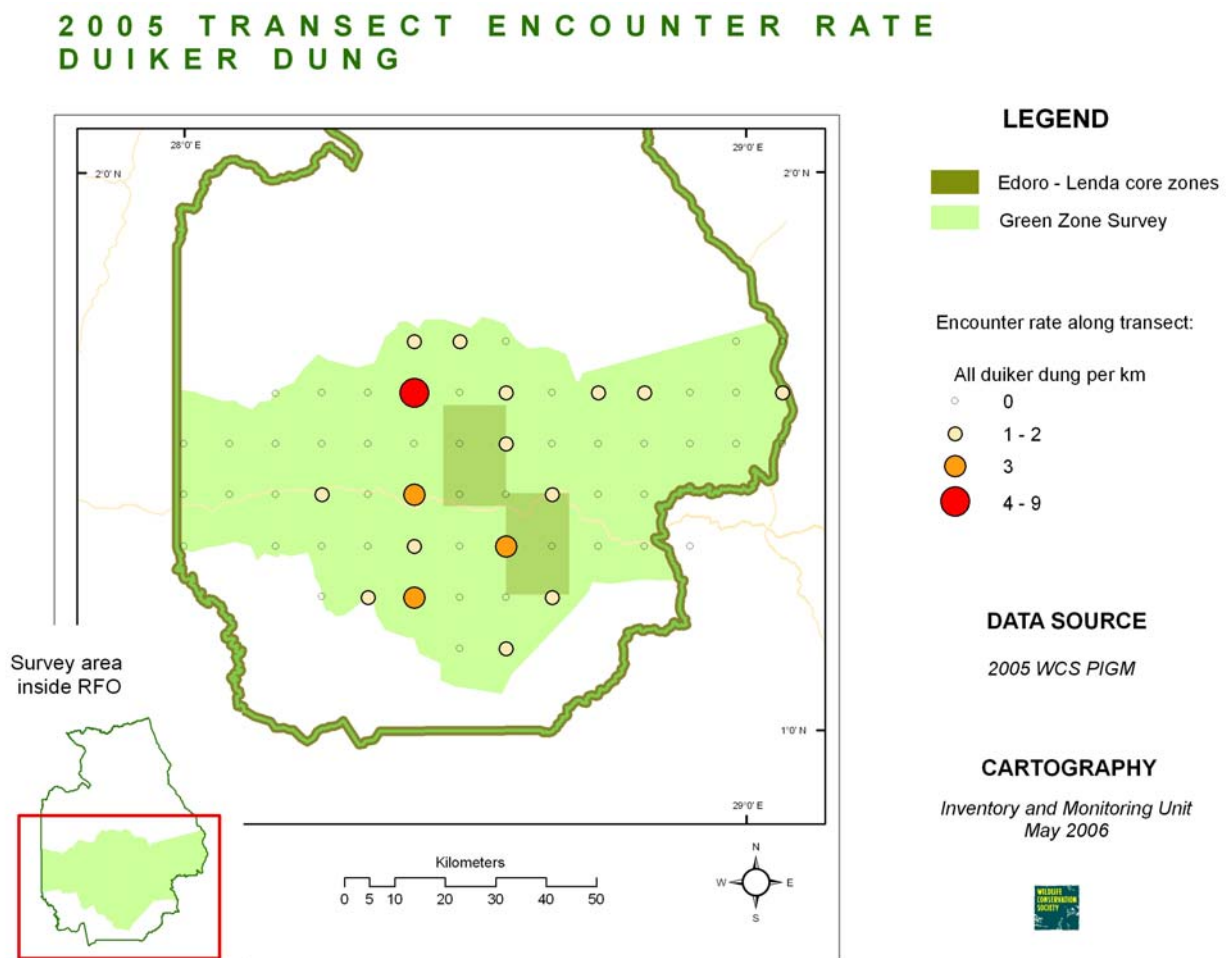 2005 TRANSECT ENCOUNTER RATE
DUIKER DUNG
28°0' E
29°0' E
2°0' N
2°0' N
1°0' N
29°0' E
LEGEND
Edoro - Lenda core zones
Green Zone Survey
Encounter rate along transect:
All duiker dung per km
0
1 - 2
3
4 - 9
DATA SOURCE
2005 WCS PIGM
CARTOGRAPHY
Inventory and Monitoring Unit
May 2006
Survey area
inside RFO
Kilometers
0 5 10 20 30 40 50
N
W E
S
WILDLIFE
CONSERVATION
SOCIETY